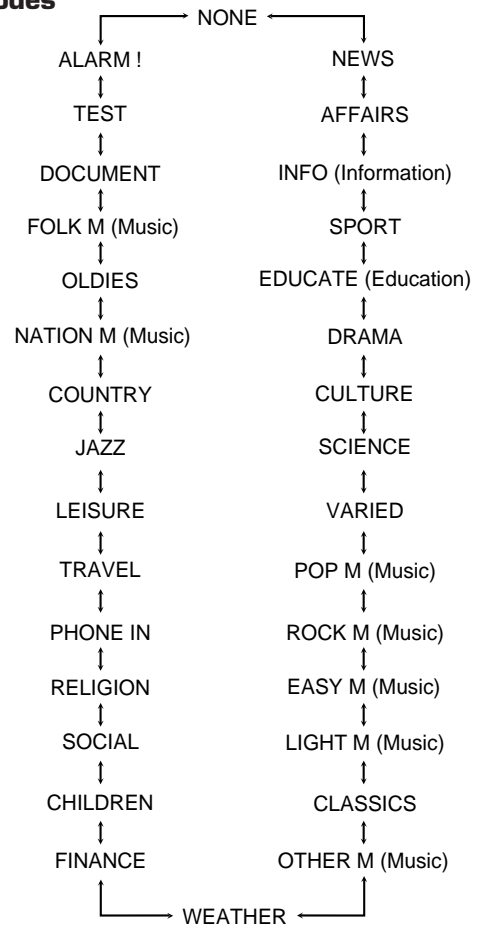 NONE
ALARM !
NEWS
TEST
AFFAIRS
DOCUMENT
INFO (Information)
FOLK M (Music)
SPORT
OLDIES
EDUCATE (Education)
NATION M (Music)
DRAMA
COUNTRY
CULTURE
JAZZ
SCIENCE
LEISURE
VARIED
TRAVEL
POP M (Music)
PHONE IN
ROCK M (Music)
RELIGION
EASY M (Music)
SOCIAL
LIGHT M (Music)
CHILDREN
CLASSICS
FINANCE
OTHER M (Music)
WEATHER